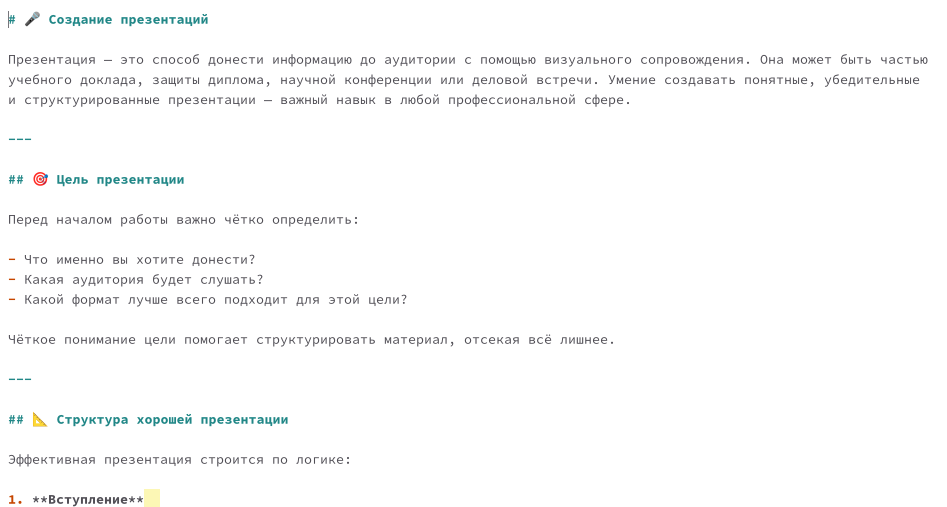 # 🎤 Создание презентаций
Презентация — это способ донести информацию до аудитории с помощью визуального сопровождения. Она может быть частью
учебного доклада, защиты диплома, научной конференции или деловой встречи. Умение создавать понятные, убедительные
и структурированные презентации — важный навык в любой профессиональной сфере.
---
## 🎯 Цель презентации
Перед началом работы важно чётко определить:
- Что именно вы хотите донести?
- Какая аудитория будет слушать?
- Какой формат лучше всего подходит для этой цели?
Чёткое понимание цели помогает структурировать материал, отсекая всё лишнее.
---
## 📐 Структура хорошей презентации
Эффективная презентация строится по логике:
1. **Вступление**